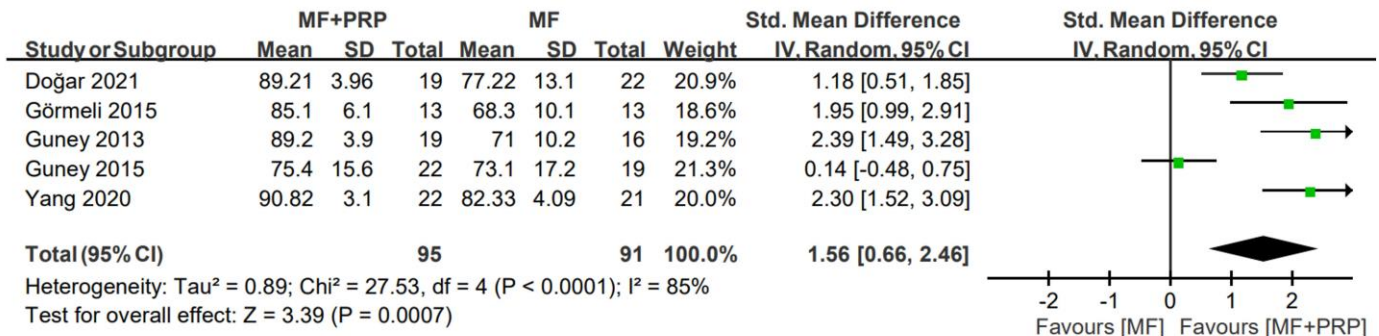 MF+PRP MF Std. Mean Difference Std. Mean Difference
Study or Subgroup Mean SD Total Mean SD Total Weight IV, Random, 95% CI IV, Random, 95% CI
Doğar 2021 89.21 3.96 19 77.22 13.1 22 20.9% 1.18 [0.51, 1.85]
Görmeli 2015 85.1 6.1 13 68.3 10.1 13 18.6% 1.95 [0.99, 2.91]
Guney 2013 89.2 3.9 19 71 10.2 16 19.2% 2.39 [1.49, 3.28]
Guney 2015 75.4 15.6 22 73.1 17.2 19 21.3% 0.14 [-0.48, 0.75]
Yang 2020 90.82 3.1 22 82.33 4.09 21 20.0% 2.30 [1.52, 3.09]
Total (95% CI) 95 91 100.0% 1.56 [0.66, 2.46]
Heterogeneity: Tau² = 0.89; Chi² = 27.53, df = 4 (P < 0.0001); I² = 85%
Test for overall effect: Z = 3.39 (P = 0.0007)
-2 -1 0 1 2
Favours [MF] Favours [MF+PRP]